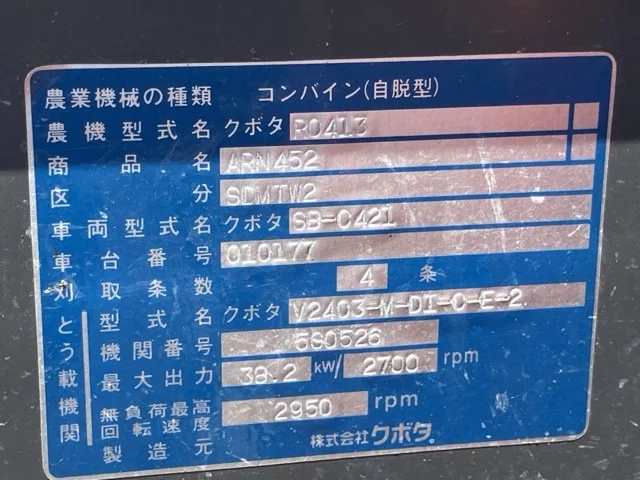 農業機械の種類 コンバイン(自脱型)
農機型式名 クボタ R0413
商品名 ARN452
区分 SDMTW2
車両型式名 クボタ SB-C421
車台番号 010177
刈取条数 4 条
とう載機関
型式名 クボタ V2403-M-DI-C-E-2
機関番号 5G0526
最大出力 38.2 kW/ 2700 rpm
無負荷最高回転速度 2950 rpm
製造元 株式会社クボタ